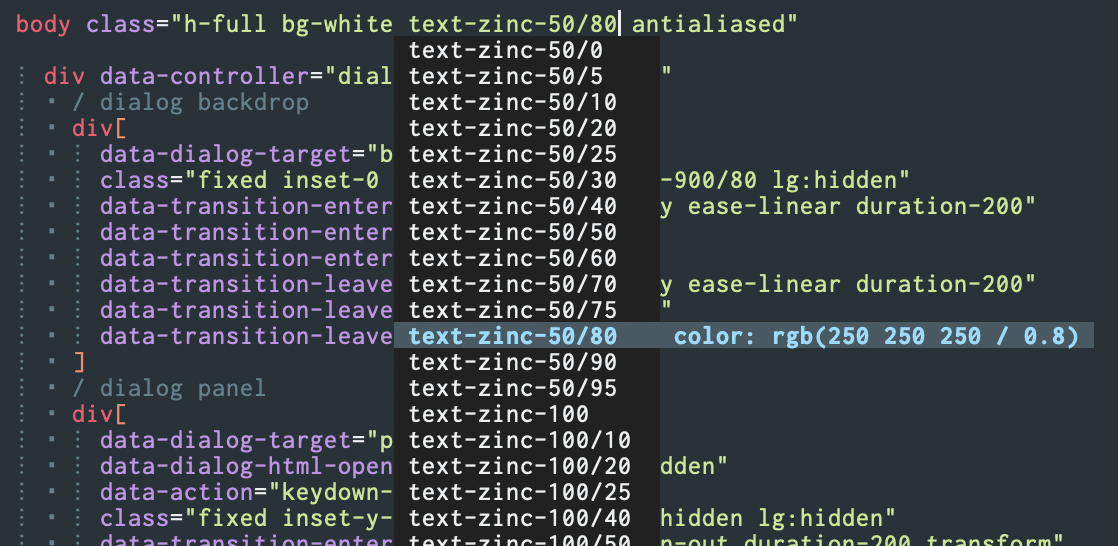 body class="h-full bg-white text-zinc-50/80 antialiased"
text-zinc-50/0
div data-controller="dial text-zinc-50/5 "
/ dialog backdrop text-zinc-50/10
div[ text-zinc-50/20
data-dialog-target="b text-zinc-50/25
class="fixed inset-0 text-zinc-50/30 -900/80 lg:hidden"
data-transition-enter text-zinc-50/40 y ease-linear duration-200"
data-transition-enter text-zinc-50/50
data-transition-enter text-zinc-50/60
data-transition-leave text-zinc-50/70 y ease-linear duration-200"
data-transition-leave text-zinc-50/75 "
data-transition-leave text-zinc-50/80 color: rgb(250 250 250 / 0.8)
] text-zinc-50/90
/ dialog panel text-zinc-50/95
div[ text-zinc-100
data-dialog-target="p text-zinc-100/10
data-dialog-html-open text-zinc-100/20 dden"
data-action="keydown- text-zinc-100/25
class="fixed inset-y- text-zinc-100/40 hidden lg:hidden"
data-transition-enter text-zinc-100/50 n-out duration-200 transform"